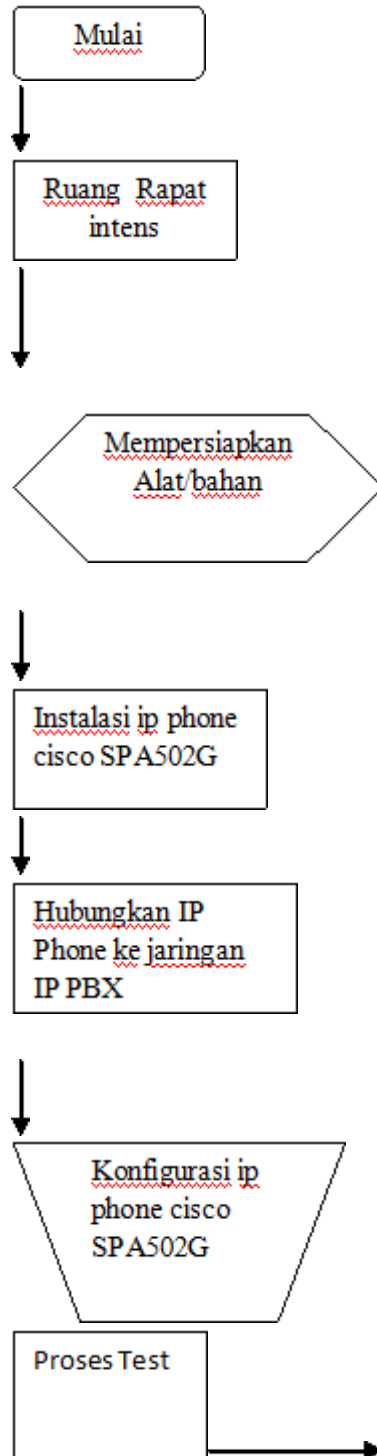 Mulai
Ruang Rapat
intens
Mempersiapkan
Alat/bahan
Instalasi ip phone
cisco SPA502G
Hubungkan IP
Phone ke jaringan
IP PBX
Konfigurasi ip
phone cisco
SPA502G
Proses Test